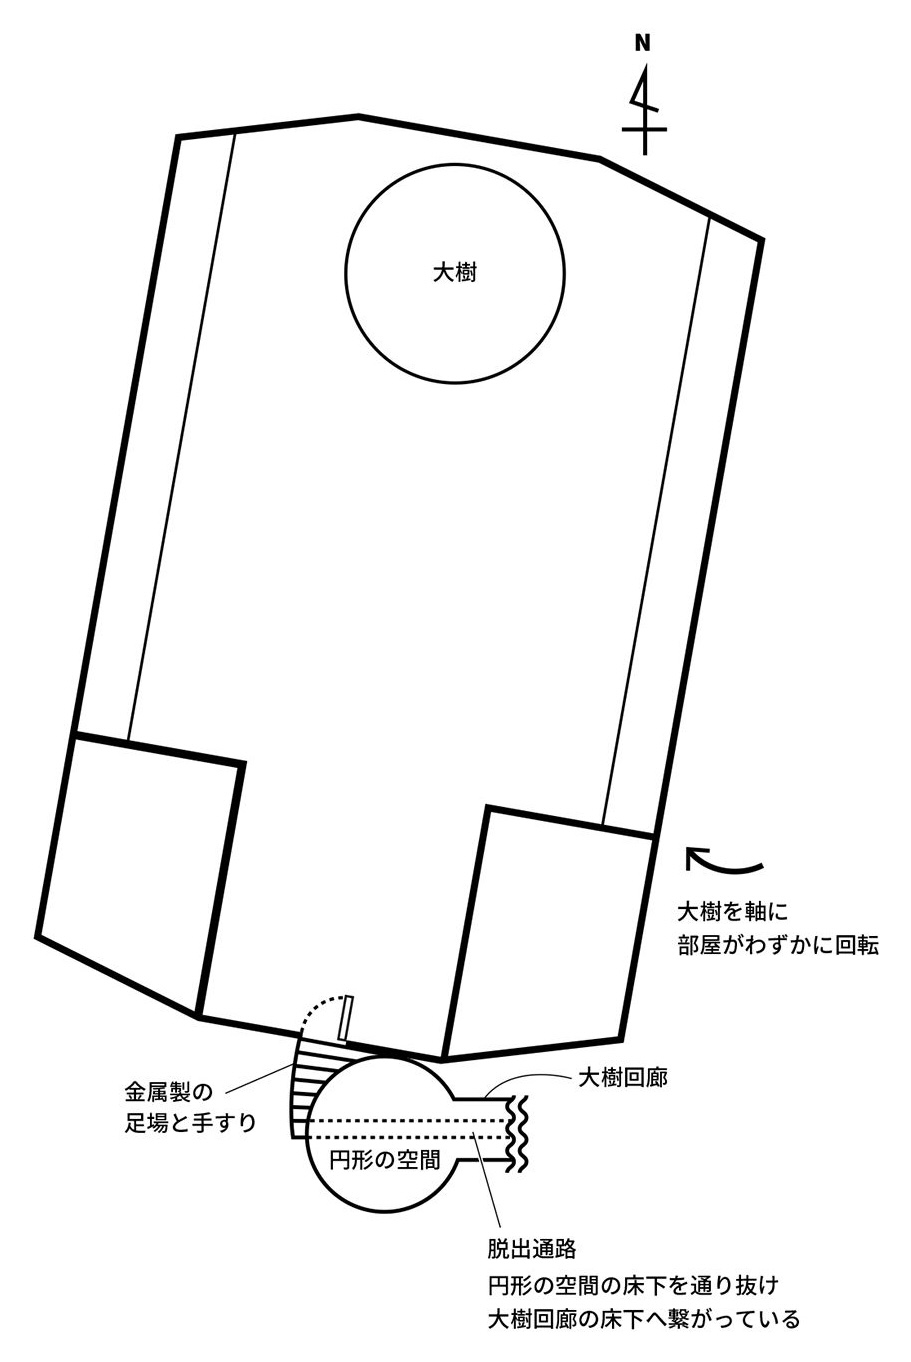 N
大樹
大樹を軸に
部屋がわずかに回転
大樹回廊
金属製の
足場と手すり
円形の空間
脱出通路
円形の空間の床下を通り抜け
大樹回廊の床下へ繋がっている